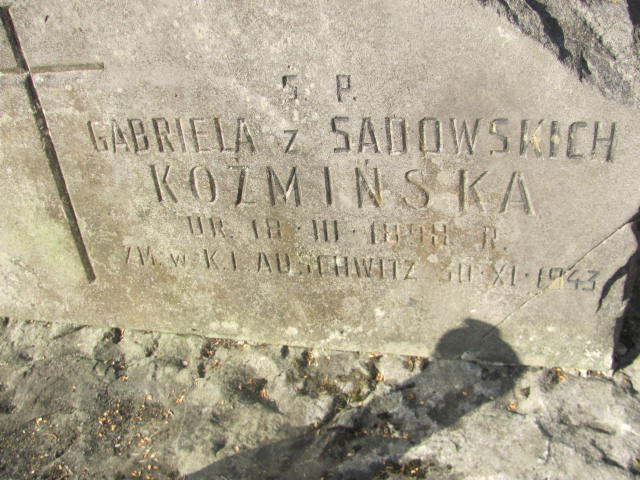 Ś. P.
GABRIELA z SADOWSKICH
KOŹMIŃSKA
UR. 18·III·1898 R.
ZM. w K.L AUSCHWITZ 30·XI·1943